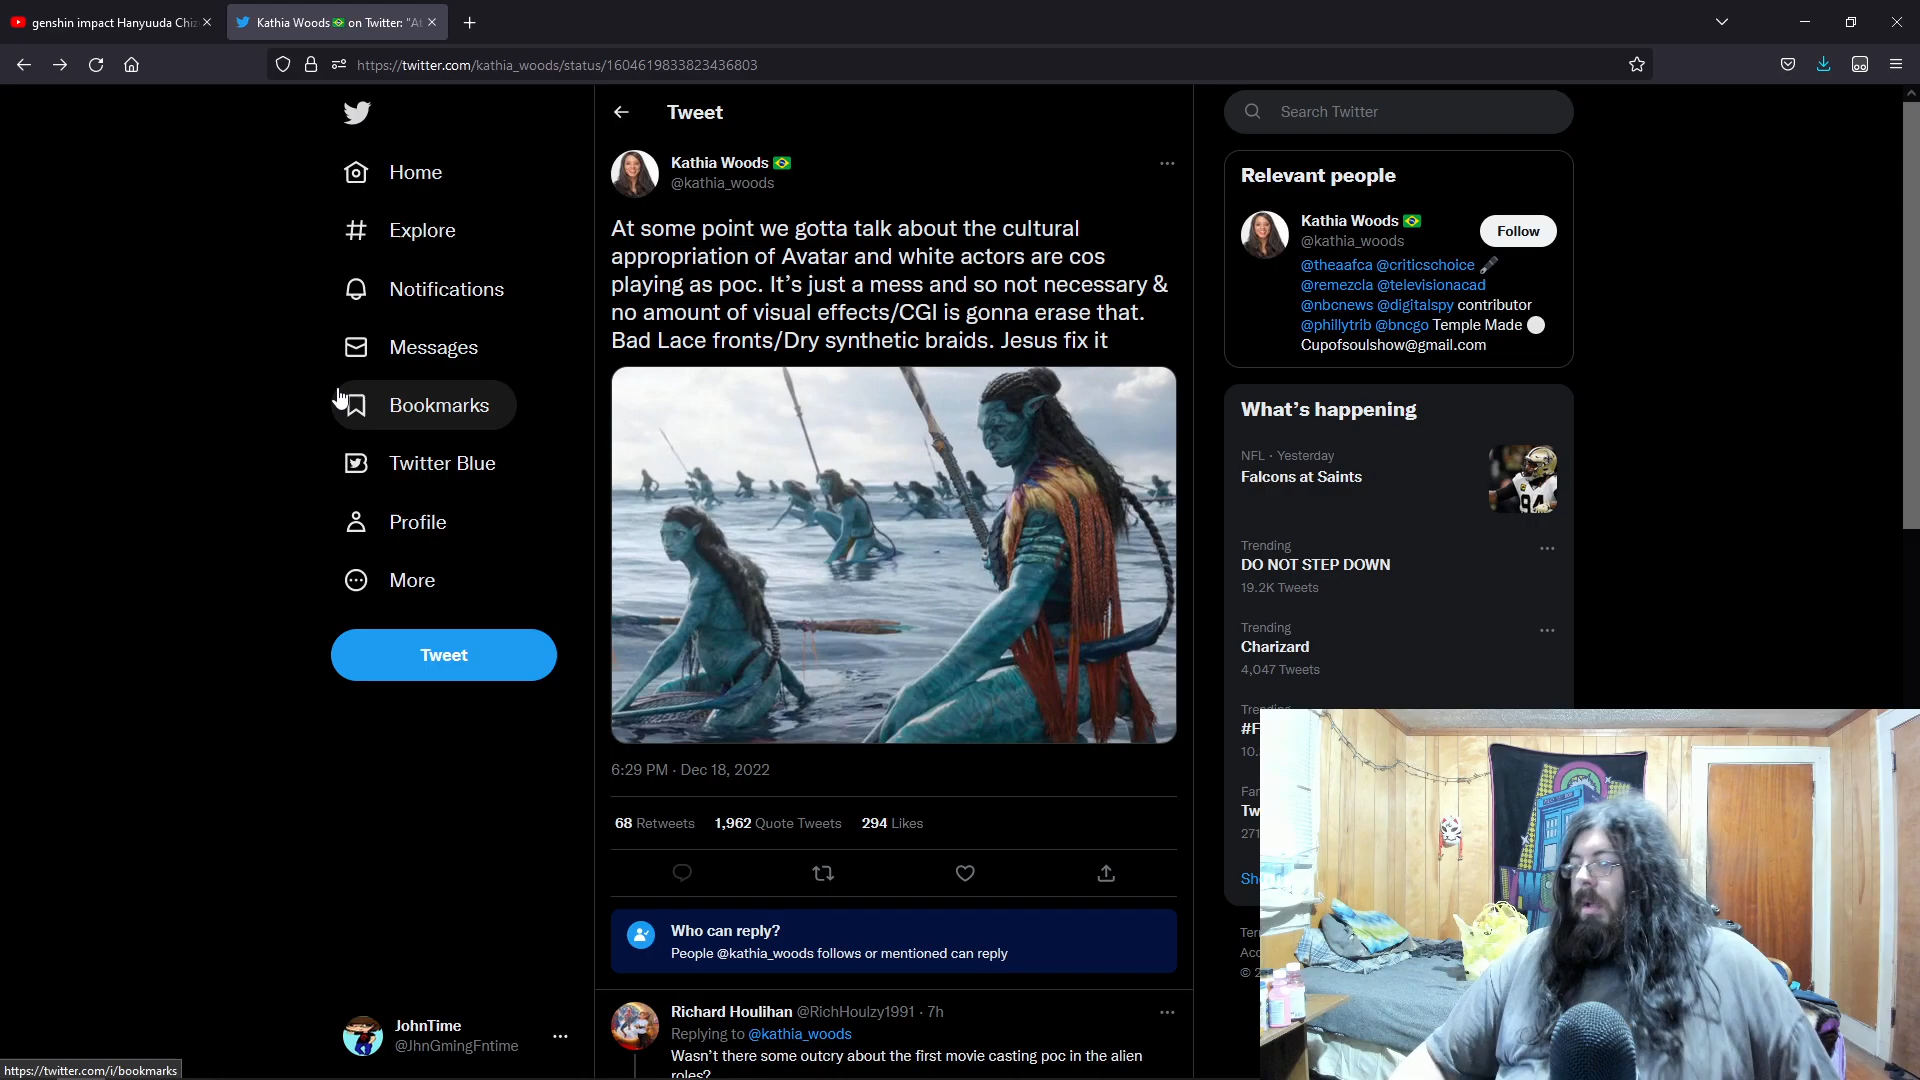 genshin impact Hanyuuda Chiz
Kathia Woods on Twitter: "At
https://twitter.com/kathia_woods/status/1604619833823436803
Home
Explore
Notifications
Messages
Bookmarks
Twitter Blue
Profile
More
Tweet
JohnTime
@JhnGmingFntime
https://twitter.com/i/bookmarks
Tweet
Kathia Woods
@kathia_woods
At some point we gotta talk about the cultural
appropriation of Avatar and white actors are cos
playing as poc. It's just a mess and so not necessary &
no amount of visual effects/CGI is gonna erase that.
Bad Lace fronts/Dry synthetic braids. Jesus fix it
6:29 PM · Dec 18, 2022
68 Retweets 1,962 Quote Tweets 294 Likes
Who can reply?
People @kathia_woods follows or mentioned can reply
Richard Houlihan @RichHoulzy1991 · 7h
Replying to @kathia_woods
Wasn't there some outcry about the first movie casting poc in the alien
roles?
Search Twitter
Relevant people
Kathia Woods
@kathia_woods
Follow
@theaafca @criticschoice
@remezcla @televisionacad
@nbcnews @digitalspy contributor
@phillytrib @bncgo Temple Made
Cupofsoulshow@gmail.com
What's happening
NFL · Yesterday
Falcons at Saints
94
Trending
DO NOT STEP DOWN
19.2K Tweets
Trending
Charizard
4,047 Tweets